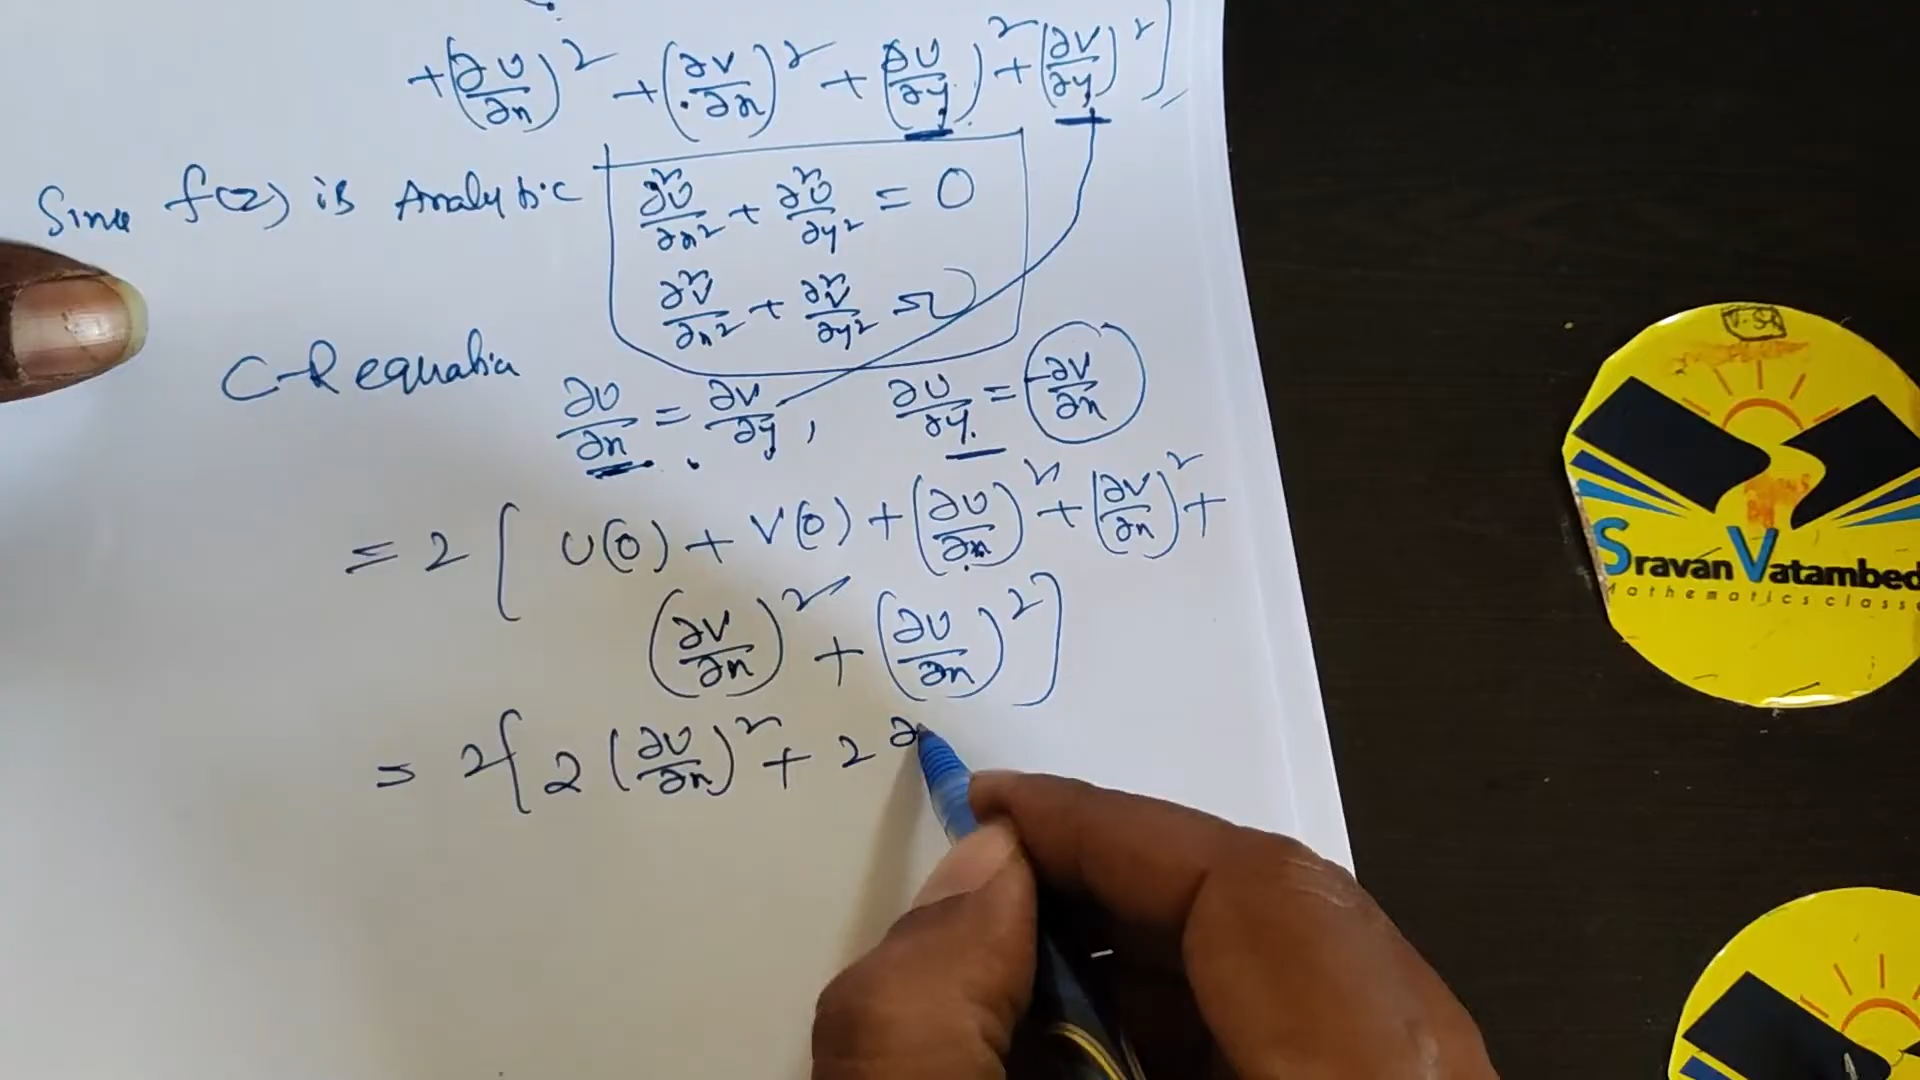 +(∂U/∂x)² + (∂V/∂x)² + (∂U/∂y)² + (∂V/∂y)²]
Since f(z) is Analytic ∂²U/∂x² + ∂²U/∂y² = 0
∂²V/∂x² + ∂²V/∂y² = 0
C-R equation
∂U/∂x = ∂V/∂y, ∂U/∂y = -∂V/∂x
= 2[U(0) + V(0) + (∂U/∂x)² + (∂V/∂x)² +
(∂V/∂x)² + (∂U/∂x)²]
= 2{2(∂U/∂x)² + 2 ∂
Sravan Vatambed
Mathematics classe